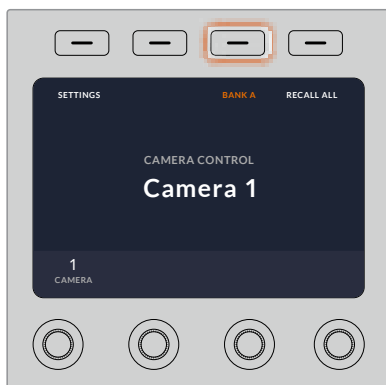 SETTINGS BANK A RECALL ALL
CAMERA CONTROL
Camera 1
1
CAMERA